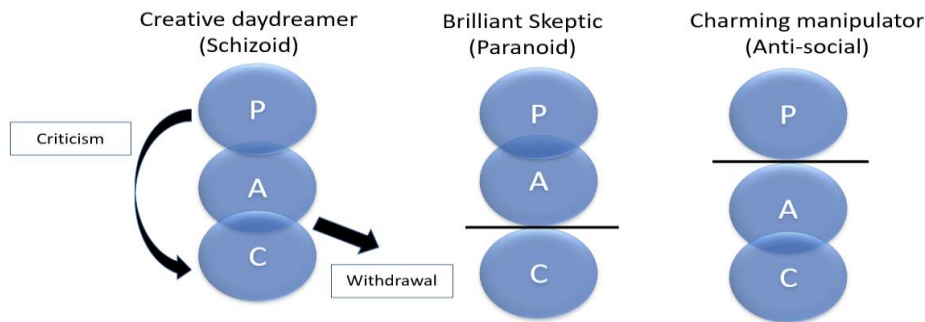 Creative daydreamer
(Schizoid)
Brilliant Skeptic
(Paranoid)
Charming manipulator
(Anti-social)
P
A
C
Criticism
Withdrawal
P
A
C
P
A
C